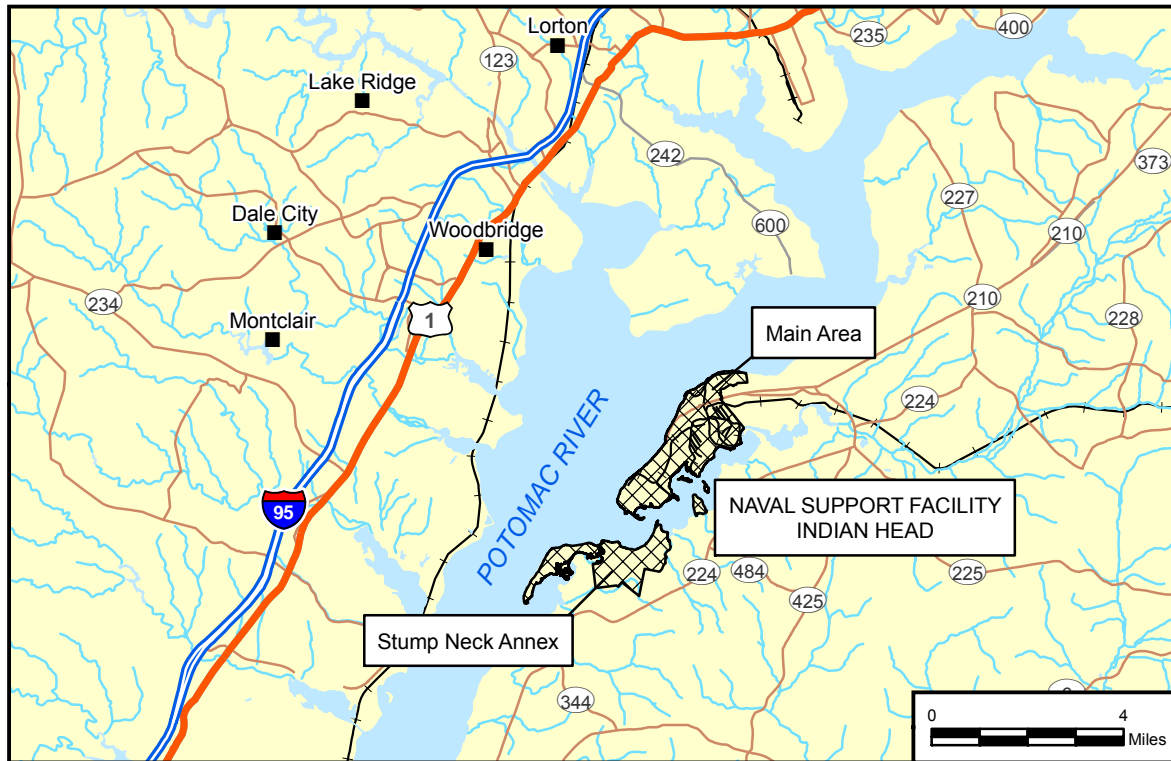 Lorton
400
235
123
Lake Ridge
242
373
227
Dale City
Woodbridge
600
210
234
210
Montclair
1
228
Main Area
224
POTOMAC RIVER
NAVAL SUPPORT FACILITY
INDIAN HEAD
95
224
484
225
425
Stump Neck Annex
344
0
4
Miles